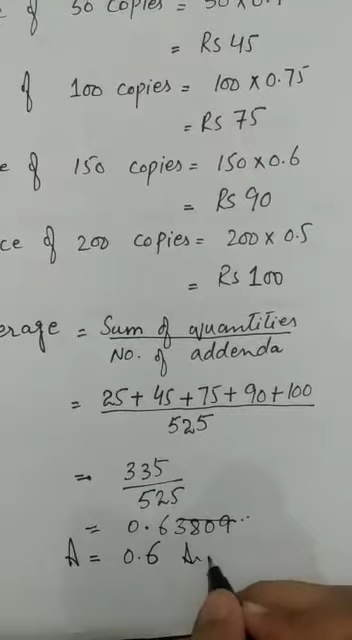 of 50 copies = 50 x 0.9
= Rs 45
of 100 copies = 100 x 0.75
= Rs 75
of 150 copies = 150 x 0.6
= Rs 90
of 200 copies = 200 x 0.5
= Rs 100
= Sum of quantities
No. of addenda
= 25 + 45 + 75 + 90 + 100
525
= 335
525
= 0.63809..
A = 0.6